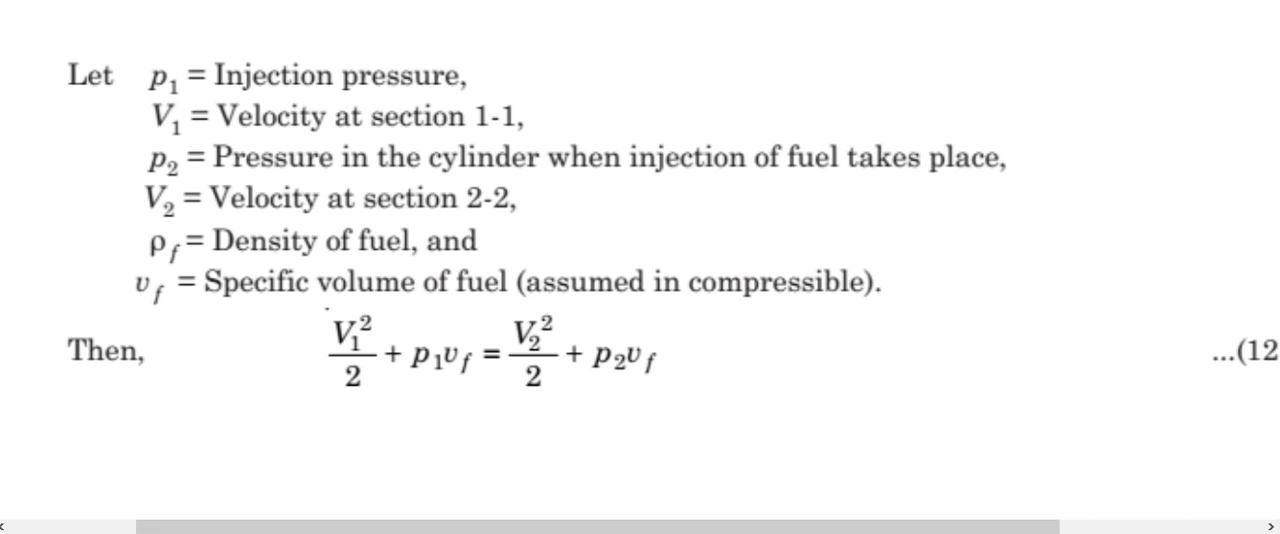 Let p₁ = Injection pressure,
V₁ = Velocity at section 1-1,
p₂ = Pressure in the cylinder when injection of fuel takes place,
V₂ = Velocity at section 2-2,
ρ_f = Density of fuel, and
v_f = Specific volume of fuel (assumed in compressible).
Then, V₁²/2 + p₁v_f = V₂²/2 + p₂v_f ...(12